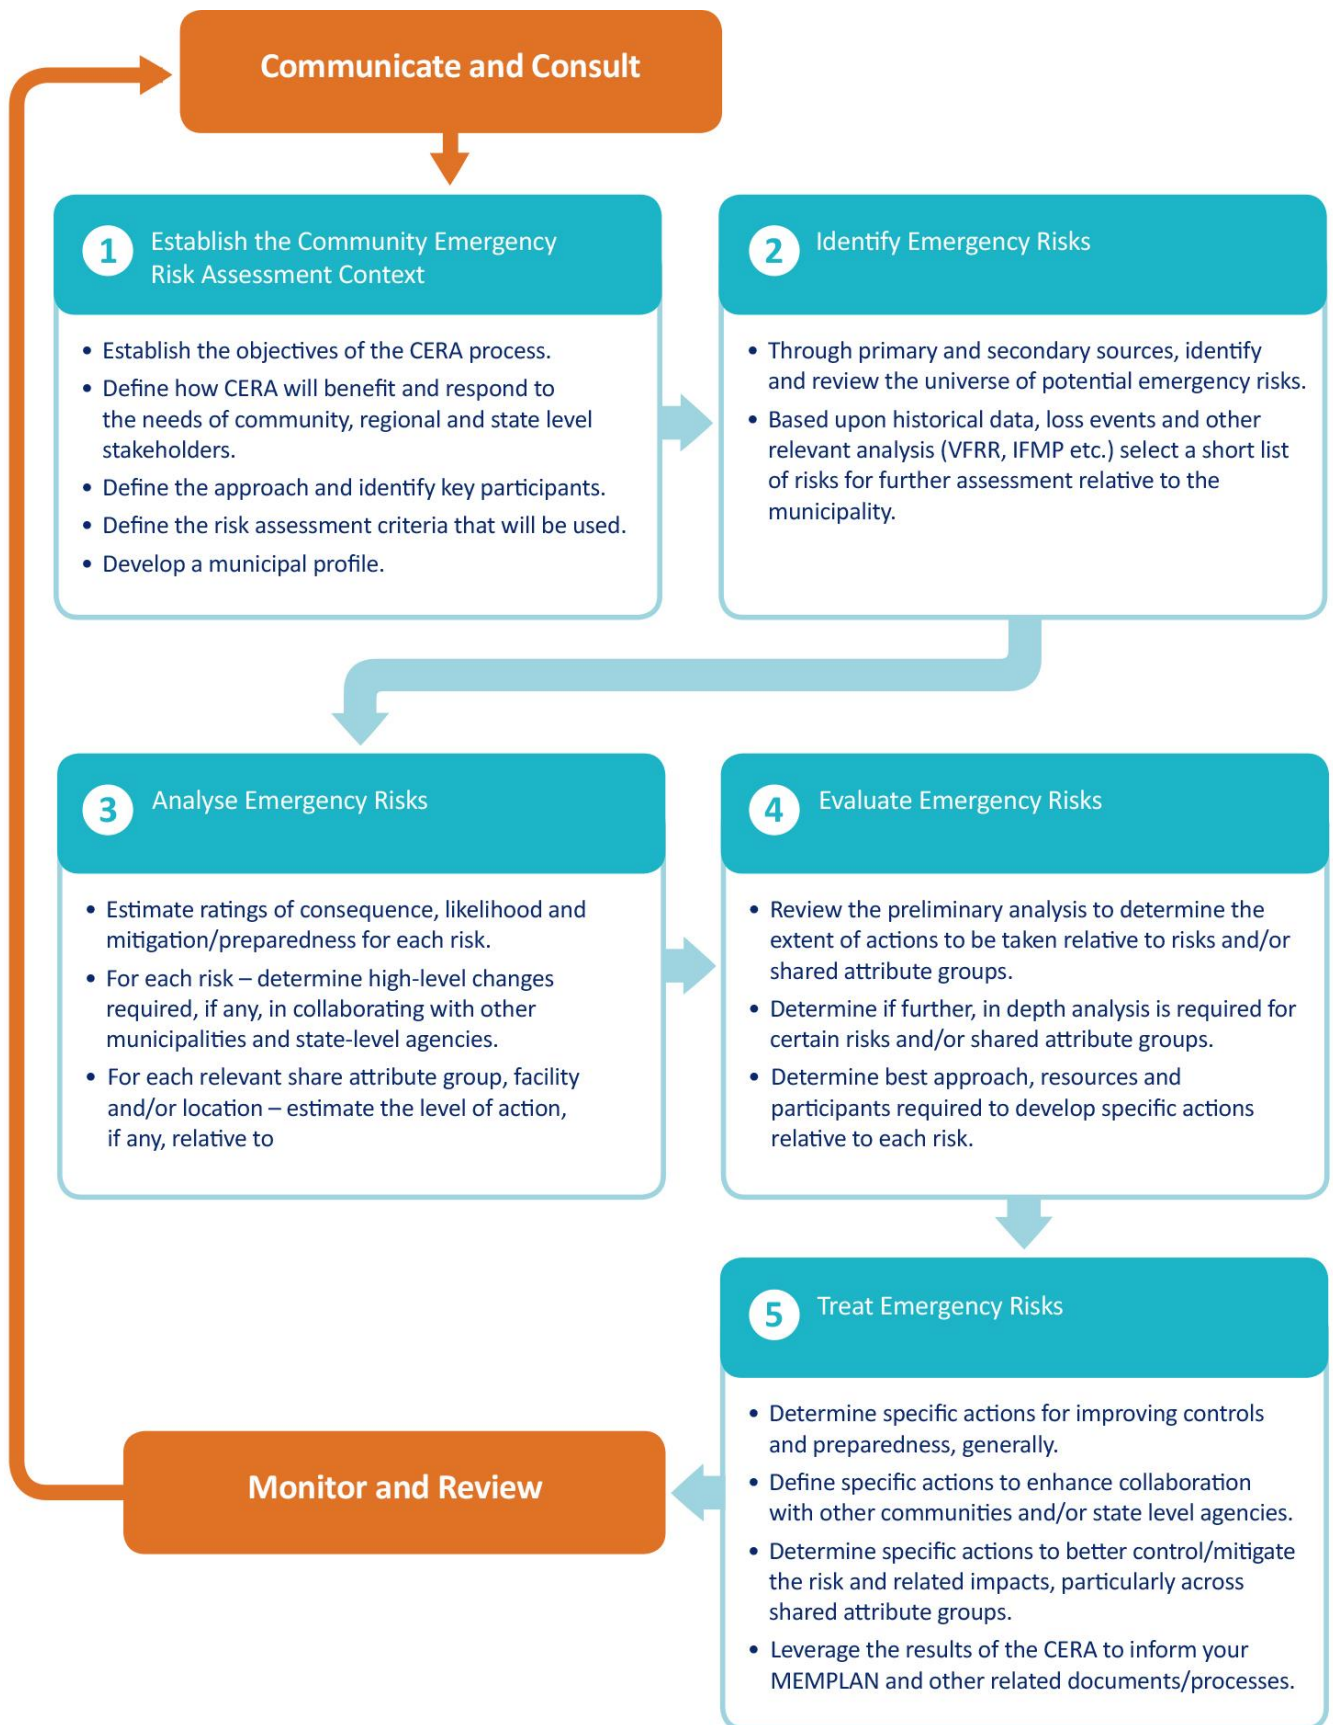 Communicate and Consult
1
Establish the Community Emergency
Risk Assessment Context
• Establish the objectives of the CERA process.
• Define how CERA will benefit and respond to
the needs of community, regional and state level
stakeholders.
• Define the approach and identify key participants.
• Define the risk assessment criteria that will be used.
• Develop a municipal profile.
2
Identify Emergency Risks
• Through primary and secondary sources, identify
and review the universe of potential emergency risks.
• Based upon historical data, loss events and other
relevant analysis (VFRR, IFMP etc.) select a short list
of risks for further assessment relative to the
municipality.
3
Analyse Emergency Risks
• Estimate ratings of consequence, likelihood and
mitigation/preparedness for each risk.
• For each risk – determine high-level changes
required, if any, in collaborating with other
municipalities and state-level agencies.
• For each relevant share attribute group, facility
and/or location – estimate the level of action,
if any, relative to
4
Evaluate Emergency Risks
• Review the preliminary analysis to determine the
extent of actions to be taken relative to risks and/or
shared attribute groups.
• Determine if further, in depth analysis is required for
certain risks and/or shared attribute groups.
• Determine best approach, resources and
participants required to develop specific actions
relative to each risk.
5
Treat Emergency Risks
• Determine specific actions for improving controls
and preparedness, generally.
• Define specific actions to enhance collaboration
with other communities and/or state level agencies.
• Determine specific actions to better control/mitigate
the risk and related impacts, particularly across
shared attribute groups.
• Leverage the results of the CERA to inform your
MEMPLAN and other related documents/processes.
Monitor and Review